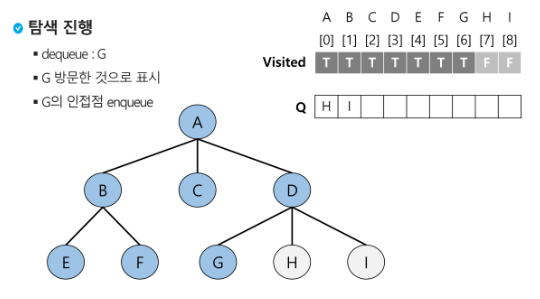 탐색 진행
▪ dequeue : G
▪ G 방문한 것으로 표시
▪ G의 인접점 enqueue
A B C D E F G H I
[0] [1] [2] [3] [4] [5] [6] [7] [8]
Visited T T T T T T T F F
Q H I
A
B C D
E F G H I